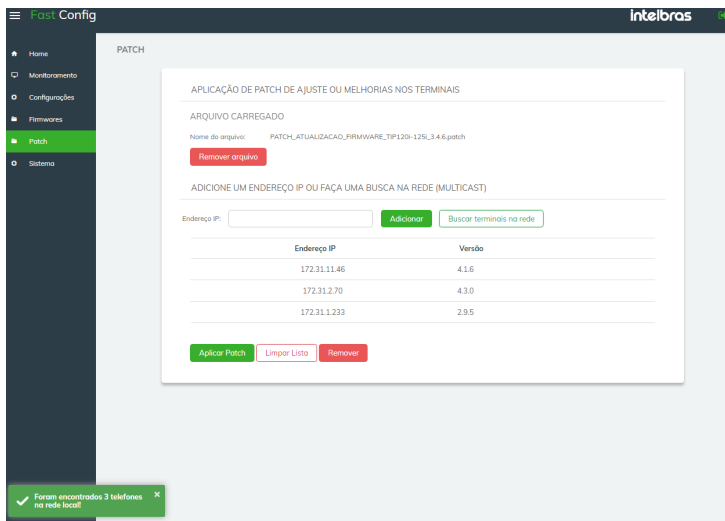 Fast Config
intelbras
Home
Monitoramento
Configurações
Firmwares
Patch
Sistema
PATCH
APLICAÇÃO DE PATCH DE AJUSTE OU MELHORIAS NOS TERMINAIS
ARQUIVO CARREGADO
Nome do arquivo: PATCH_ATUALIZACAO_FIRMWARE_TIP120i-125i_3.4.6.patch
Remover arquivo
ADICIONE UM ENDEREÇO IP OU FAÇA UMA BUSCA NA REDE (MULTICAST)
Endereço IP: Adicionar Buscar terminais na rede
Endereço IP Versão
172.31.11.46 4.1.6
172.31.2.70 4.3.0
172.31.1.233 2.9.5
Aplicar Patch Limpar Lista Remover
Foram encontrados 3 telefones ×
na rede local!